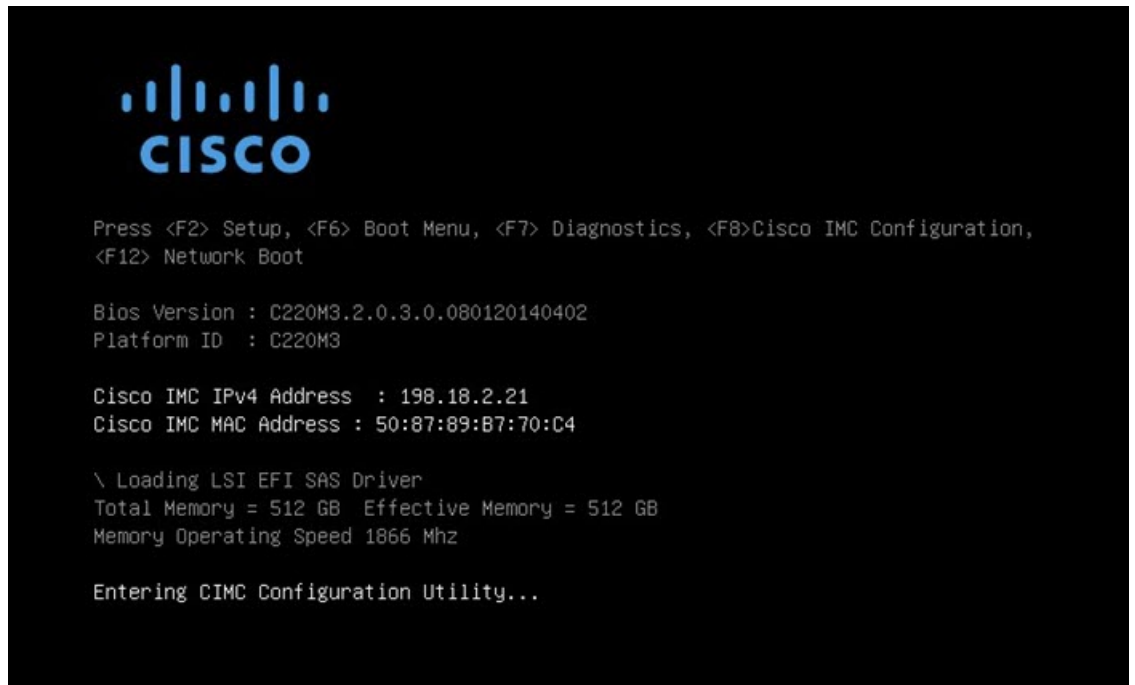 CISCO
Press <F2> Setup, <F6> Boot Menu, <F7> Diagnostics, <F8>Cisco IMC Configuration,
<F12> Network Boot
Bios Version : C220M3.2.0.3.0.080120140402
Platform ID  : C220M3
Cisco IMC IPv4 Address  : 198.18.2.21
Cisco IMC MAC Address : 50:87:89:B7:70:C4
\ Loading LSI EFI SAS Driver
Total Memory = 512 GB  Effective Memory = 512 GB
Memory Operating Speed 1866 Mhz
Entering CIMC Configuration Utility...